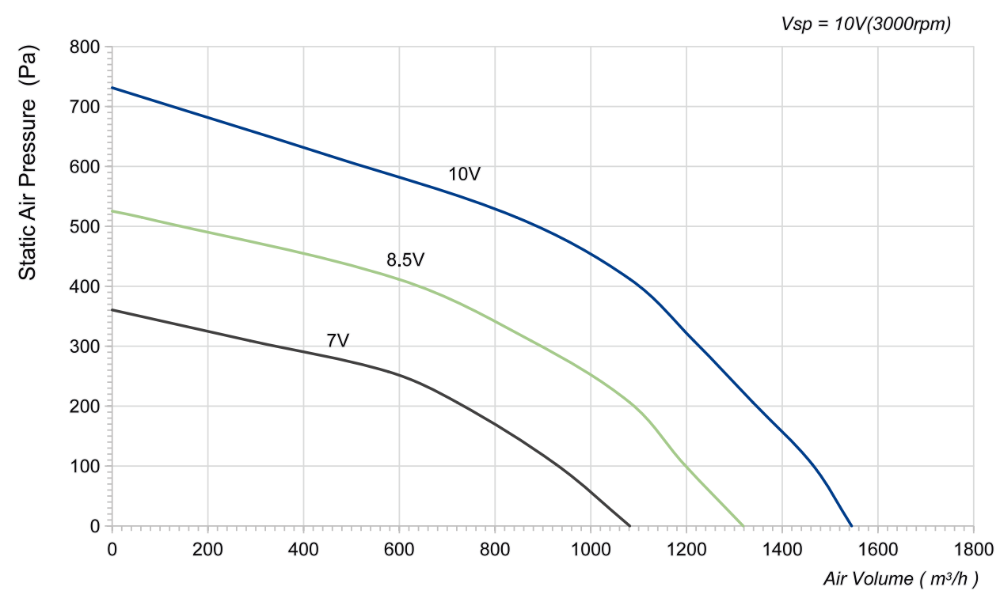 Vsp = 10V(3000rpm)
Static Air Pressure (Pa)
800
700
600
500
400
300
200
100
0
10V
8.5V
7V
0 200 400 600 800 1000 1200 1400 1600 1800
Air Volume ( m³/h )